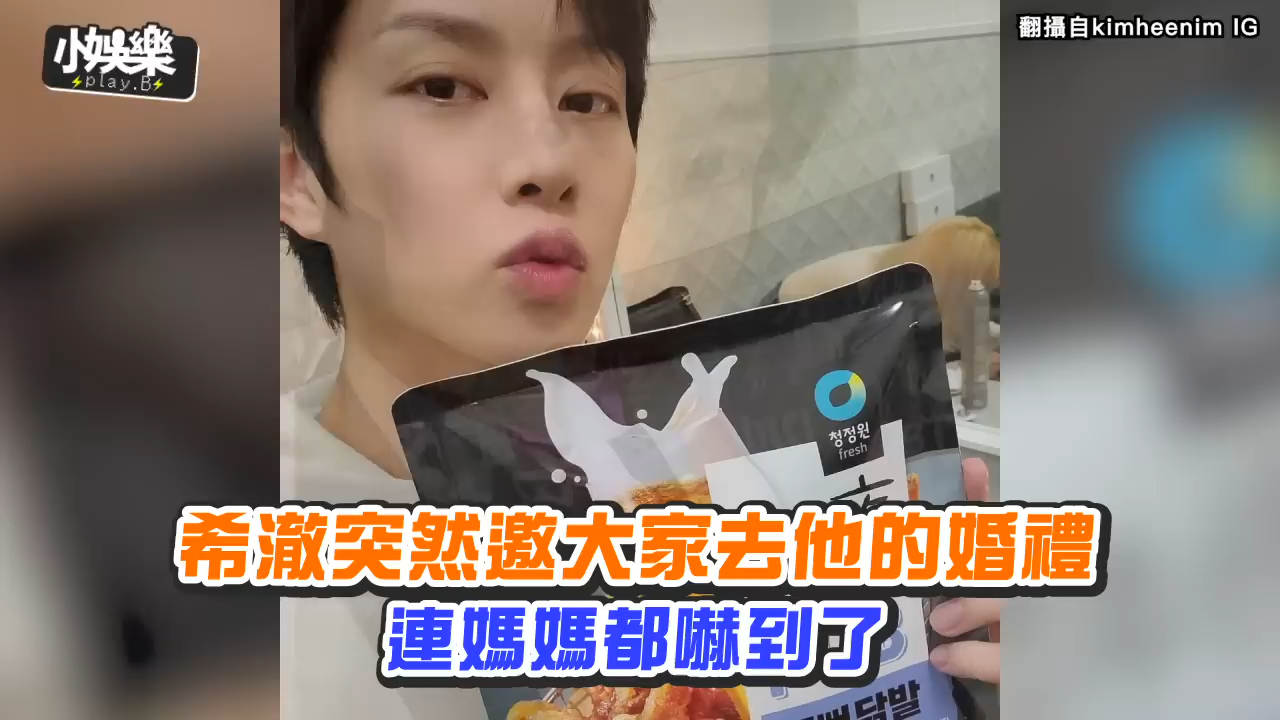 小娛樂
play.B
翻攝自kimheenim IG
청정원
fresh
希澈突然邀大家去他的婚禮
連媽媽都嚇到了
닭발